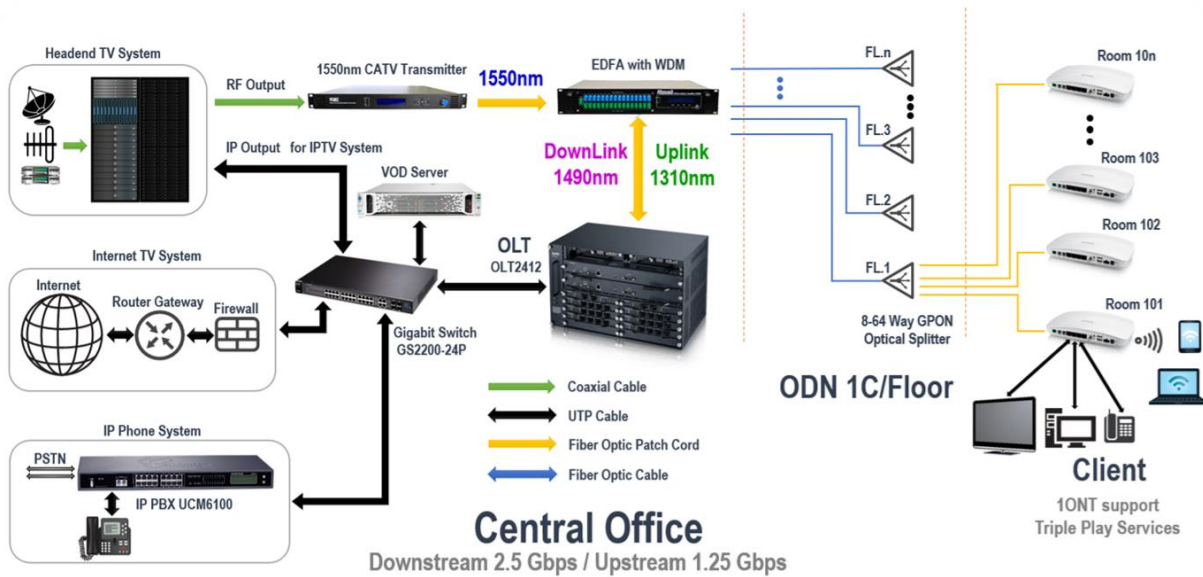 Headend TV System
RF Output
1550nm CATV Transmitter
1550nm
EDFA with WDM
IP Output for IPTV System
VOD Server
DownLink
1490nm
Uplink
1310nm
OLT
OLT2412
Internet TV System
Internet
Router Gateway
Firewall
Gigabit Switch
GS2200-24P
IP Phone System
PSTN
IP PBX UCM6100
Coaxial Cable
UTP Cable
Fiber Optic Patch Cord
Fiber Optic Cable
Central Office
Downstream 2.5 Gbps / Upstream 1.25 Gbps
FL.n
FL.3
FL.2
FL.1
8-64 Way GPON
Optical Splitter
ODN 1C/Floor
Room 10n
Room 103
Room 102
Room 101
Client
1ONT support
Triple Play Services